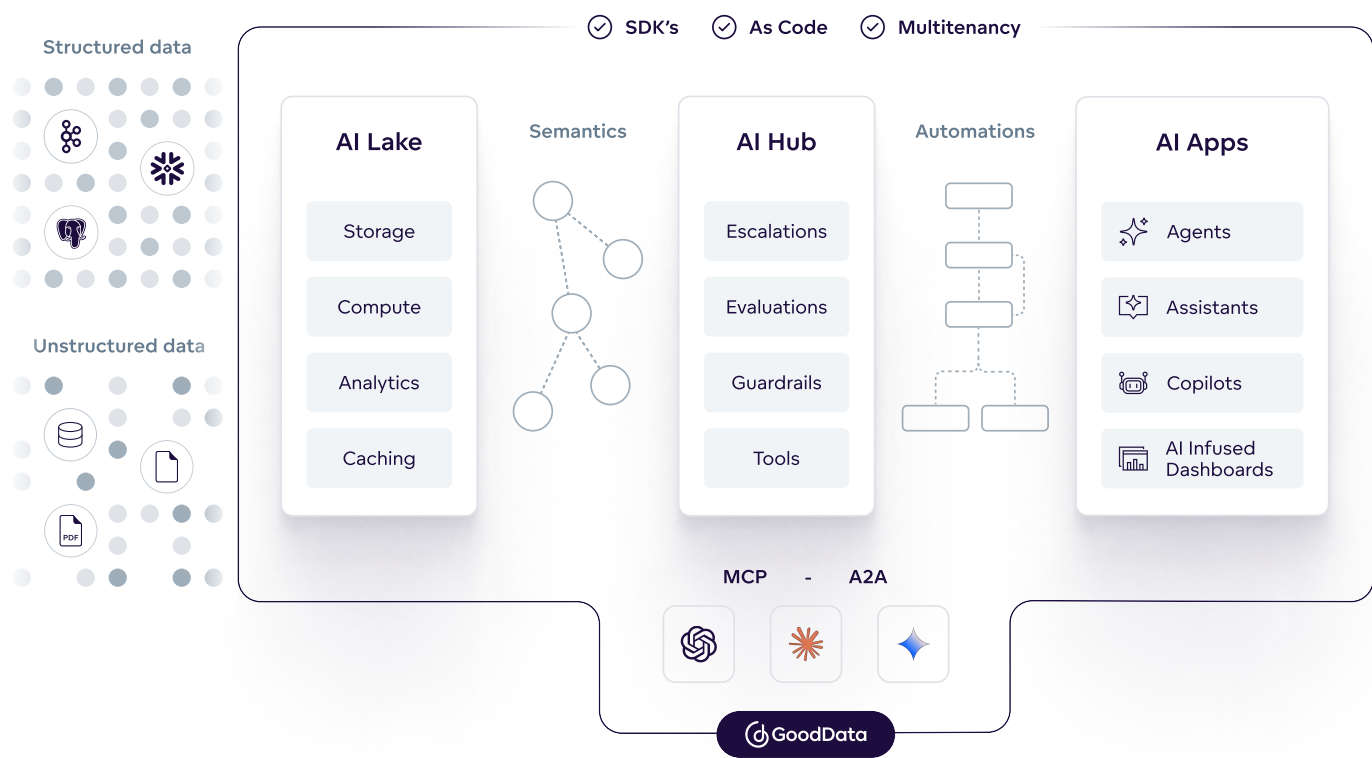 SDK's
As Code
Multitenancy
Structured data
Unstructured data
PDF
AI Lake
Storage
Compute
Analytics
Caching
Semantics
AI Hub
Escalations
Evaluations
Guardrails
Tools
Automations
AI Apps
Agents
Assistants
Copilots
AI Infused
Dashboards
MCP - A2A
GoodData